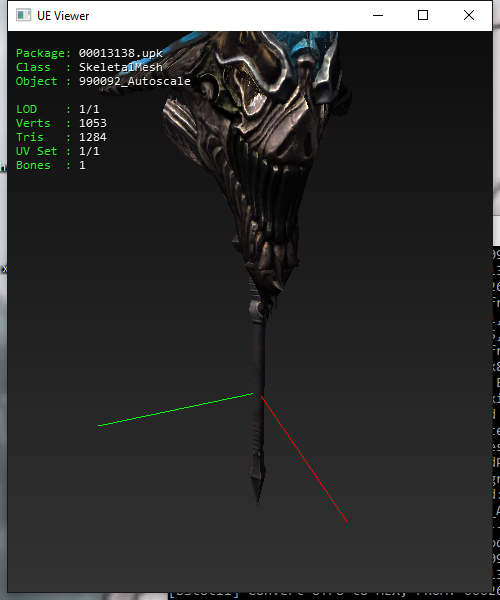 UE Viewer
Package: 00013138.upk
Class : SkeletalMesh
Object : 990092_Autoscale
LOD : 1/1
Verts : 1053
Tris : 1284
UV Set : 1/1
Bones : 1